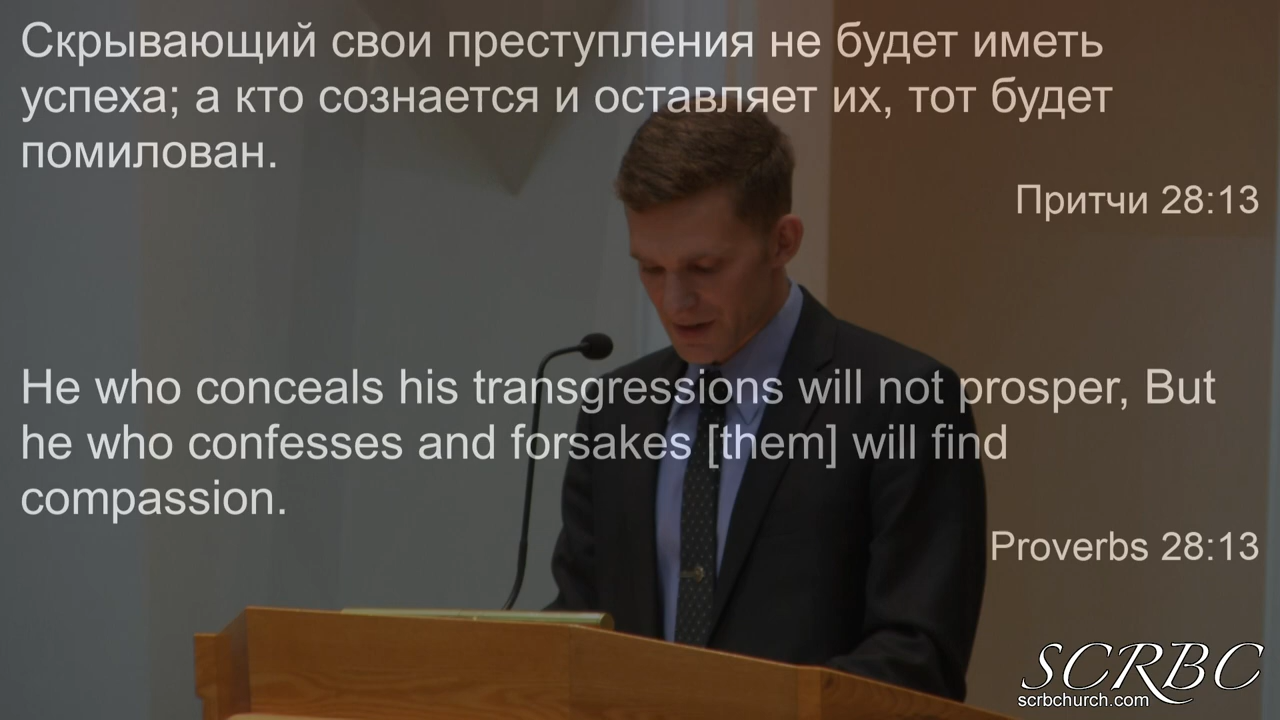 Скрывающий свои преступления не будет иметь
успеха; а кто сознается и оставляет их, тот будет
помилован.
Притчи 28:13
He who conceals his transgressions will not prosper, But
he who confesses and forsakes [them] will find
compassion.
Proverbs 28:13
SCRBC
scrbchurch.com